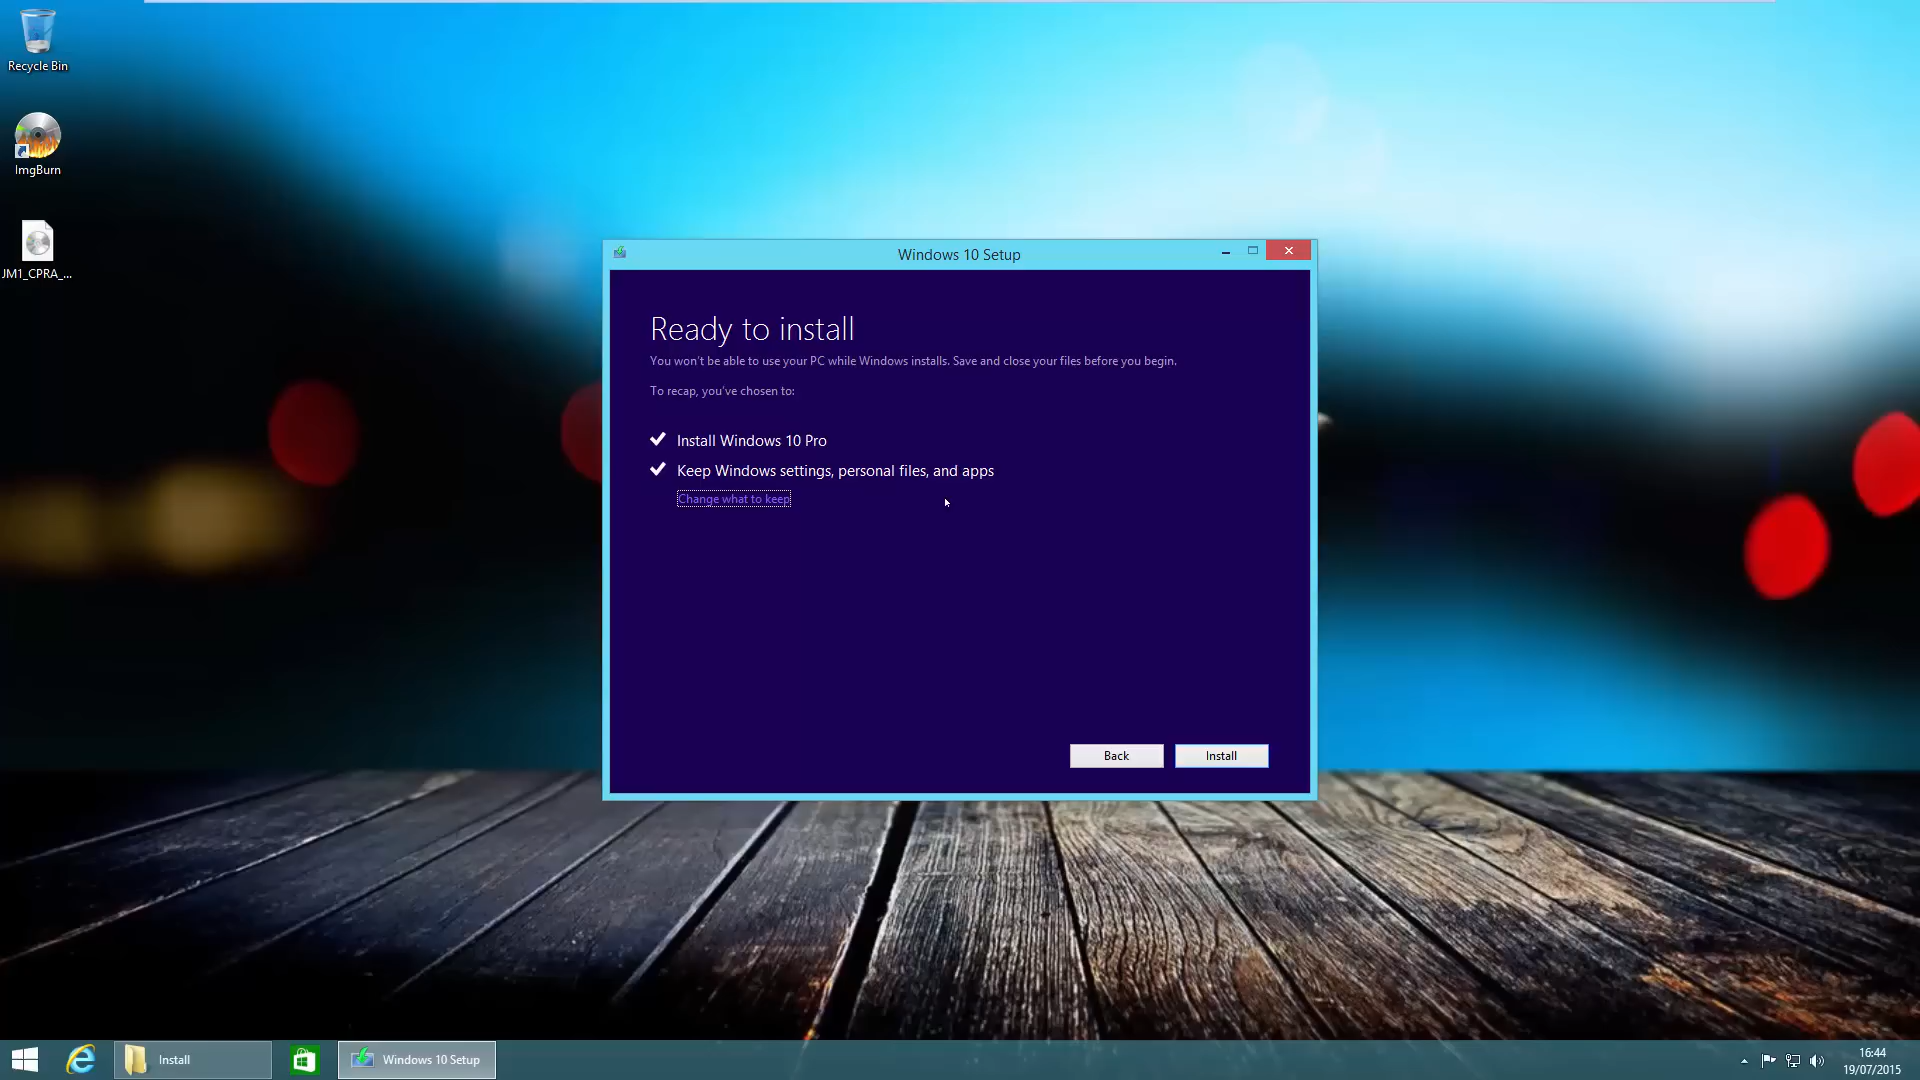 Recycle Bin
ImgBurn
JM1_CPRA_...
Windows 10 Setup
Ready to install
You won't be able to use your PC while Windows installs. Save and close your files before you begin.
To recap, you've chosen to:
Install Windows 10 Pro
Keep Windows settings, personal files, and apps
Change what to keep
Back
Install
Install
Windows 10 Setup
16:44
19/07/2015